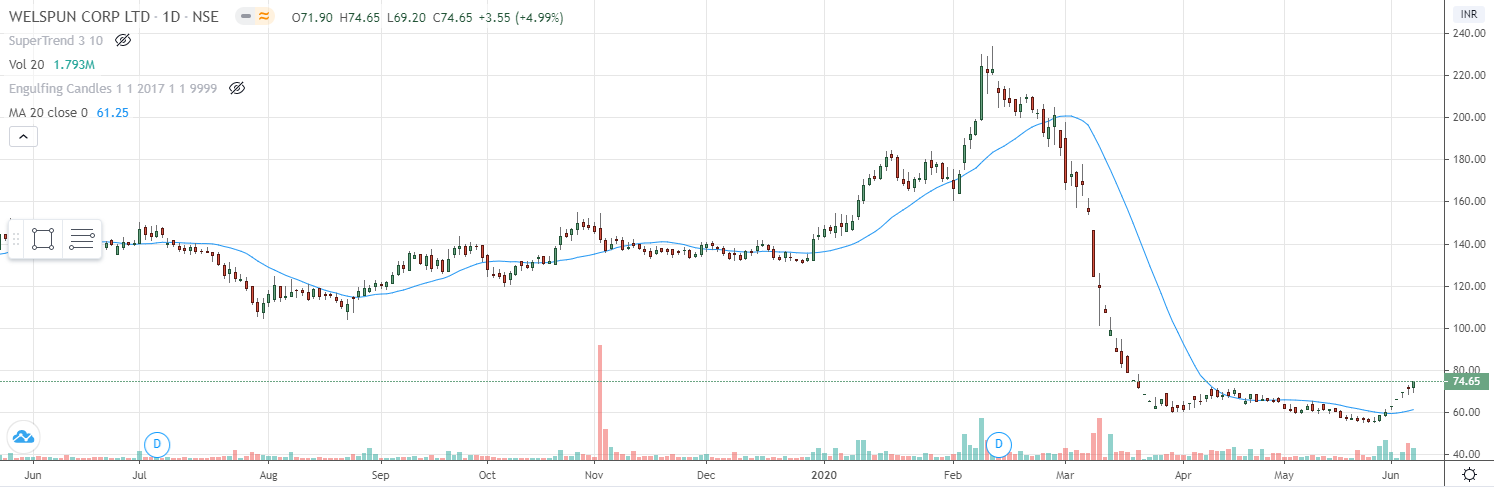 WELSPUN CORP LTD · 1D · NSE O71.90 H74.65 L69.20 C74.65 +3.55 (+4.99%)
INR
SuperTrend 3 10
Vol 20 1.793M
Engulfing Candles 1 1 2017 1 1 9999
MA 20 close 0 61.25
240.00
220.00
200.00
180.00
160.00
140.00
120.00
100.00
80.00
74.65
60.00
40.00
D
D
Jun Jul Aug Sep Oct Nov Dec 2020 Feb Mar Apr May Jun